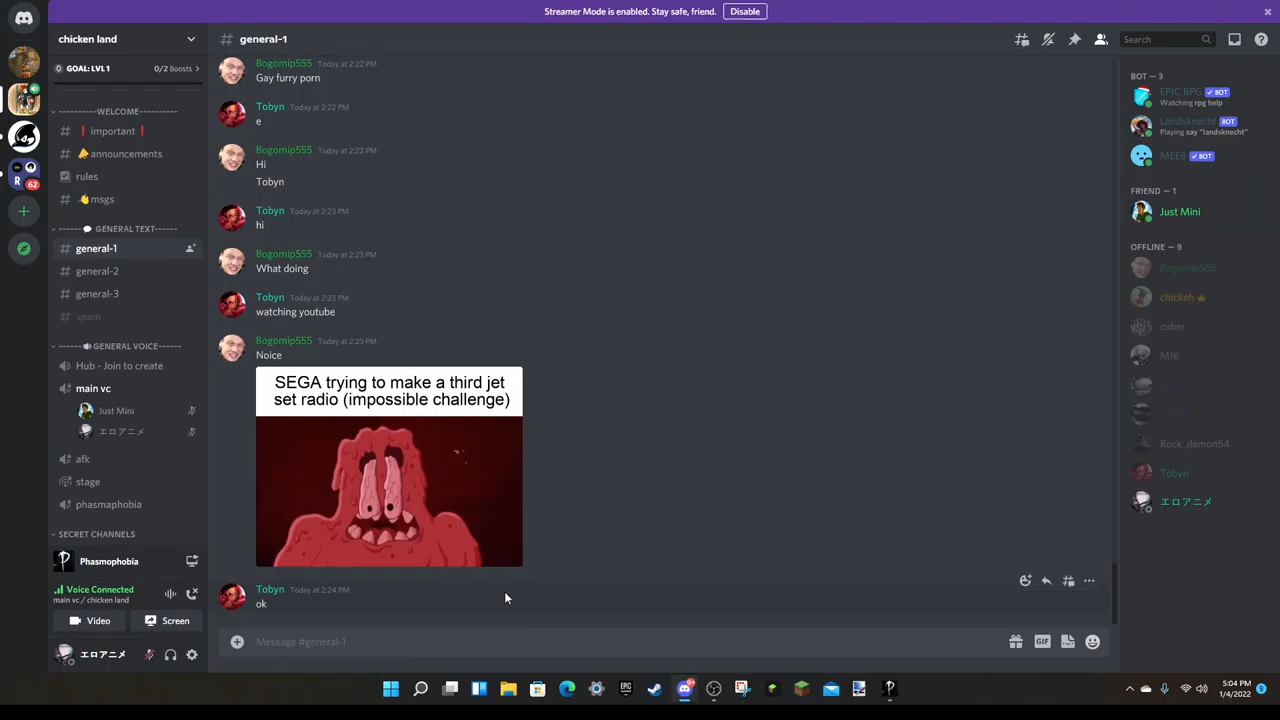 Streamer Mode is enabled. Stay safe, friend.
Disable
chicken land
general-1
Search
GOAL: LVL 1
0/2 Boosts
----------WELCOME----------
important
announcements
rules
msgs
-----GENERAL TEXT-----
general-1
general-2
general-3
spam
------GENERAL VOICE------
Hub - Join to create
main vc
Just Mini
エロアニメ
afk
stage
phasmaphobia
SECRET CHANNELS
Phasmophobia
Voice Connected
main vc / chicken land
Video
Screen
エロアニメ
R
62
Bogomip555 Today at 2:22 PM
Gay furry porn
Tobyn Today at 2:22 PM
e
Bogomip555 Today at 2:22 PM
Hi
Tobyn
Tobyn Today at 2:23 PM
hi
Bogomip555 Today at 2:23 PM
What doing
Tobyn Today at 2:23 PM
watching youtube
Bogomip555 Today at 2:23 PM
Noice
SEGA trying to make a third jet
set radio (impossible challenge)
Tobyn Today at 2:24 PM
ok
Message #general-1
GIF
BOT — 3
EPIC RPG BOT
Watching rpg help
Landsknecht BOT
Playing say "landsknecht"
MEE6 BOT
FRIEND — 1
Just Mini
OFFLINE — 9
Bogomip555
chickeh
cuber
M16
Rock_demon54
Tobyn
エロアニメ
EPIC
GAMES
9+
5:04 PM
1/4/2022
9